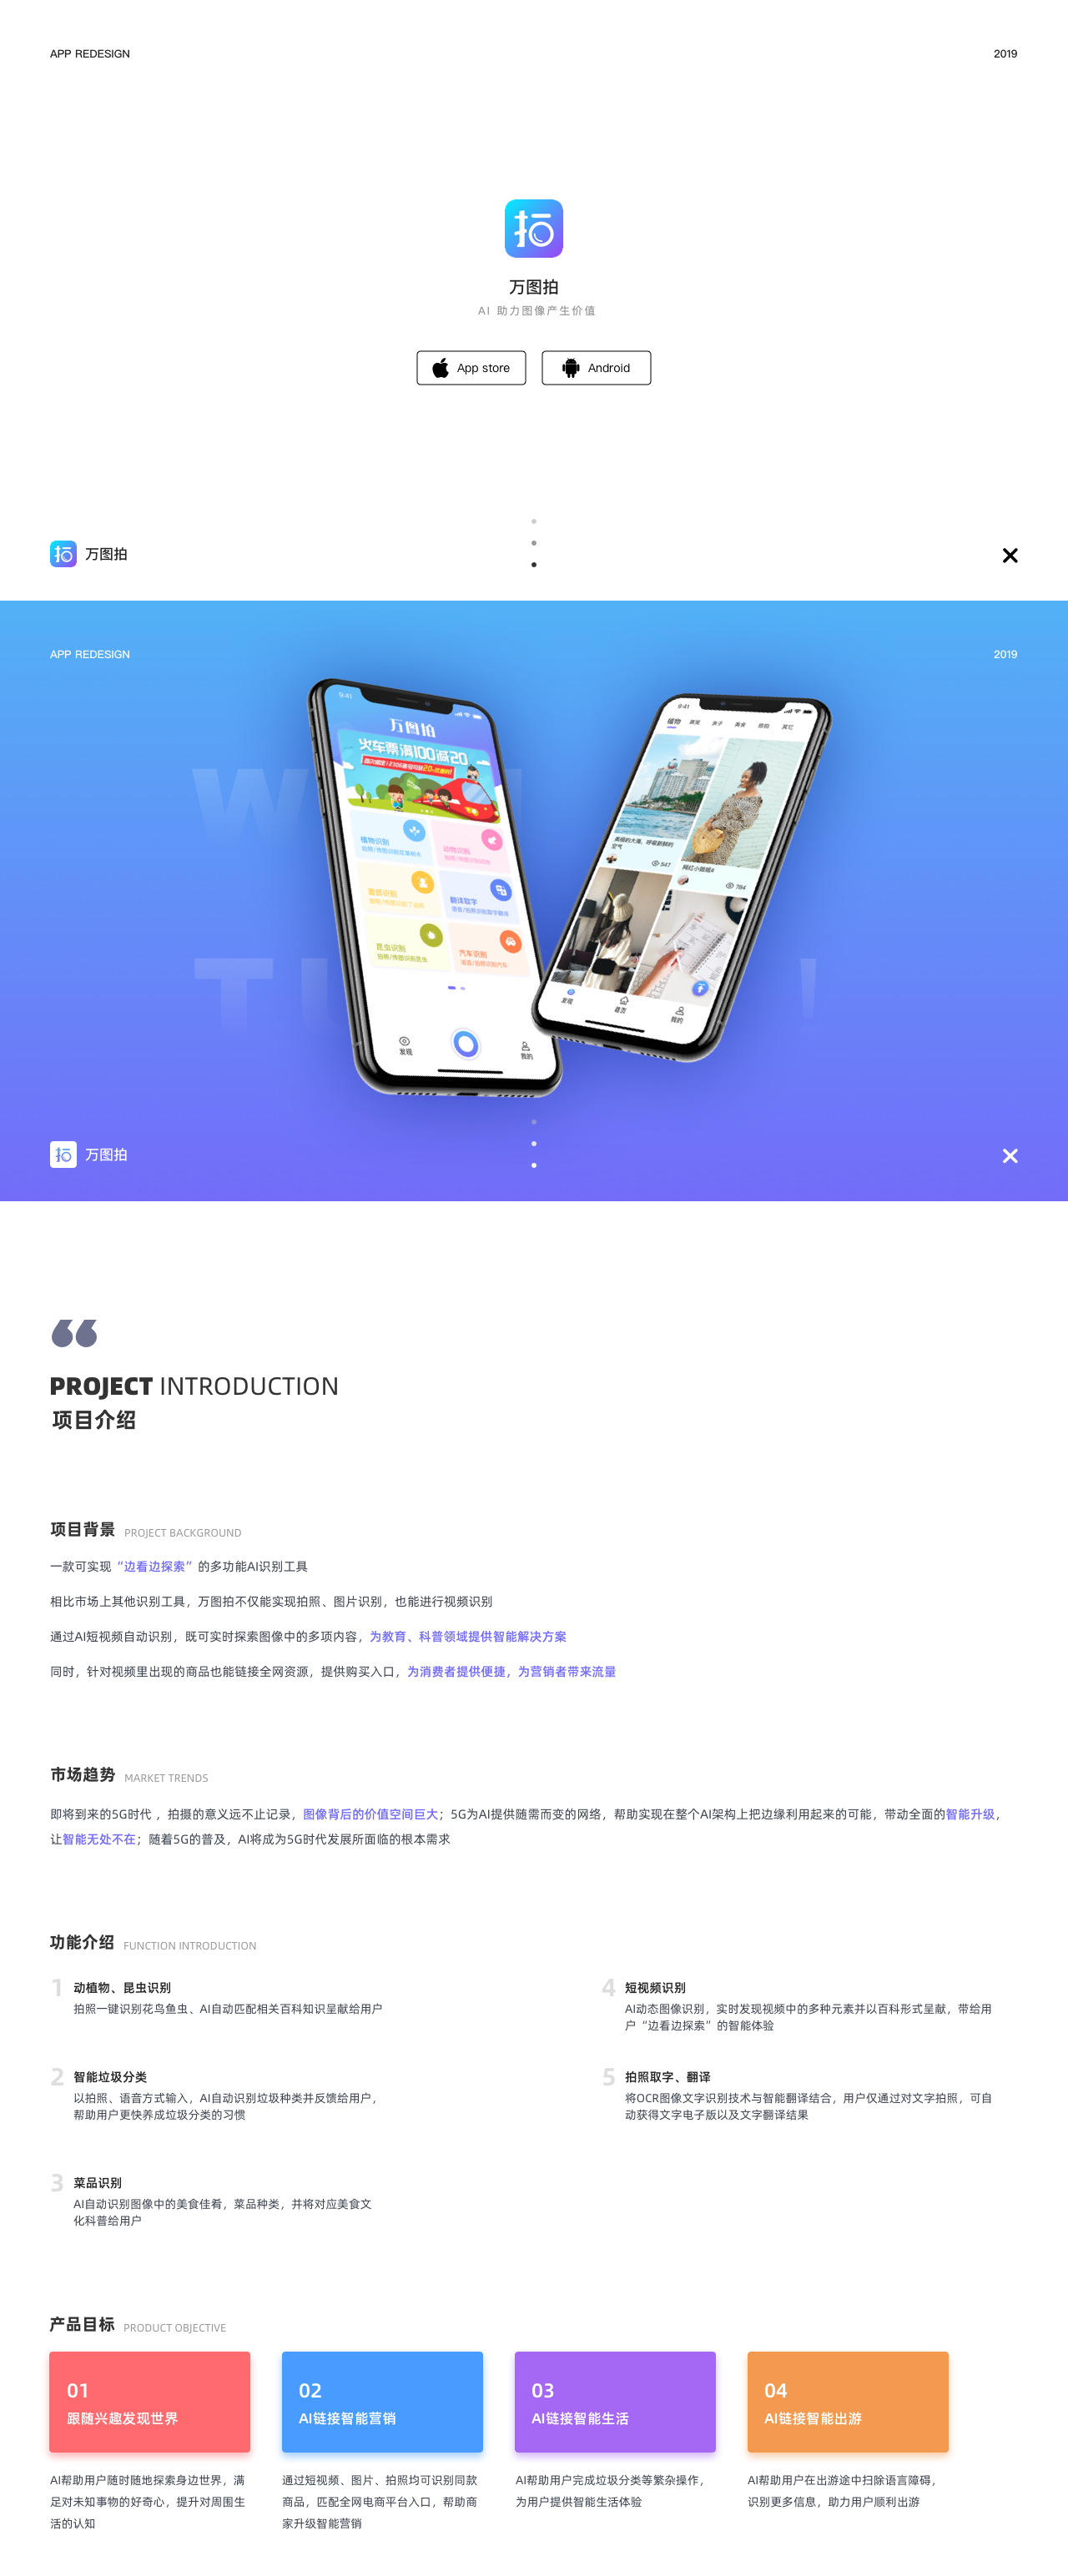 APP REDESIGN
2019
万图拍
AI 助力图像产生价值
App store
Android
万图拍
APP REDESIGN
2019
9:41
万图拍
火车票满100减20
植物识别
动物识别
翻译取字
昆虫识别
拍照/传图识别昆虫
汽车识别
发现
我的
9:41
植物
美食
其它
547
网红小姐姐#
784
发现
首页
我的
TU
!
万图拍
PROJECT INTRODUCTION
项目介绍
项目背景 PROJECT BACKGROUND
一款可实现“边看边探索”的多功能AI识别工具
相比市场上其他识别工具，万图拍不仅能实现拍照、图片识别，也能进行视频识别
通过AI短视频自动识别，既可实时探索图像中的多项内容，为教育、科普领域提供智能解决方案
同时，针对视频里出现的商品也能链接全网资源，提供购买入口，为消费者提供便捷，为营销者带来流量
市场趋势 MARKET TRENDS
即将到来的5G时代 ，拍摄的意义远不止记录，图像背后的价值空间巨大；5G为AI提供随需而变的网络，帮助实现在整个AI架构上把边缘利用起来的可能，带动全面的智能升级，
让智能无处不在；随着5G的普及，AI将成为5G时代发展所面临的根本需求
功能介绍 FUNCTION INTRODUCTION
1 动植物、昆虫识别
拍照一键识别花鸟鱼虫、AI自动匹配相关百科知识呈献给用户
4 短视频识别
AI动态图像识别，实时发现视频中的多种元素并以百科形式呈献，带给用
户“边看边探索”的智能体验
2 智能垃圾分类
以拍照、语音方式输入，AI自动识别垃圾种类并反馈给用户，
帮助用户更快养成垃圾分类的习惯
5 拍照取字、翻译
将OCR图像文字识别技术与智能翻译结合，用户仅通过对文字拍照，可自
动获得文字电子版以及文字翻译结果
3 菜品识别
AI自动识别图像中的美食佳肴，菜品种类，并将对应美食文
化科普给用户
产品目标 PRODUCT OBJECTIVE
01
跟随兴趣发现世界
AI帮助用户随时随地探索身边世界，满
足对未知事物的好奇心，提升对周围生
活的认知
02
AI链接智能营销
通过短视频、图片、拍照均可识别同款
商品，匹配全网电商平台入口，帮助商
家升级智能营销
03
AI链接智能生活
AI帮助用户完成垃圾分类等繁杂操作，
为用户提供智能生活体验
04
AI链接智能出游
AI帮助用户在出游途中扫除语言障碍，
识别更多信息，助力用户顺利出游